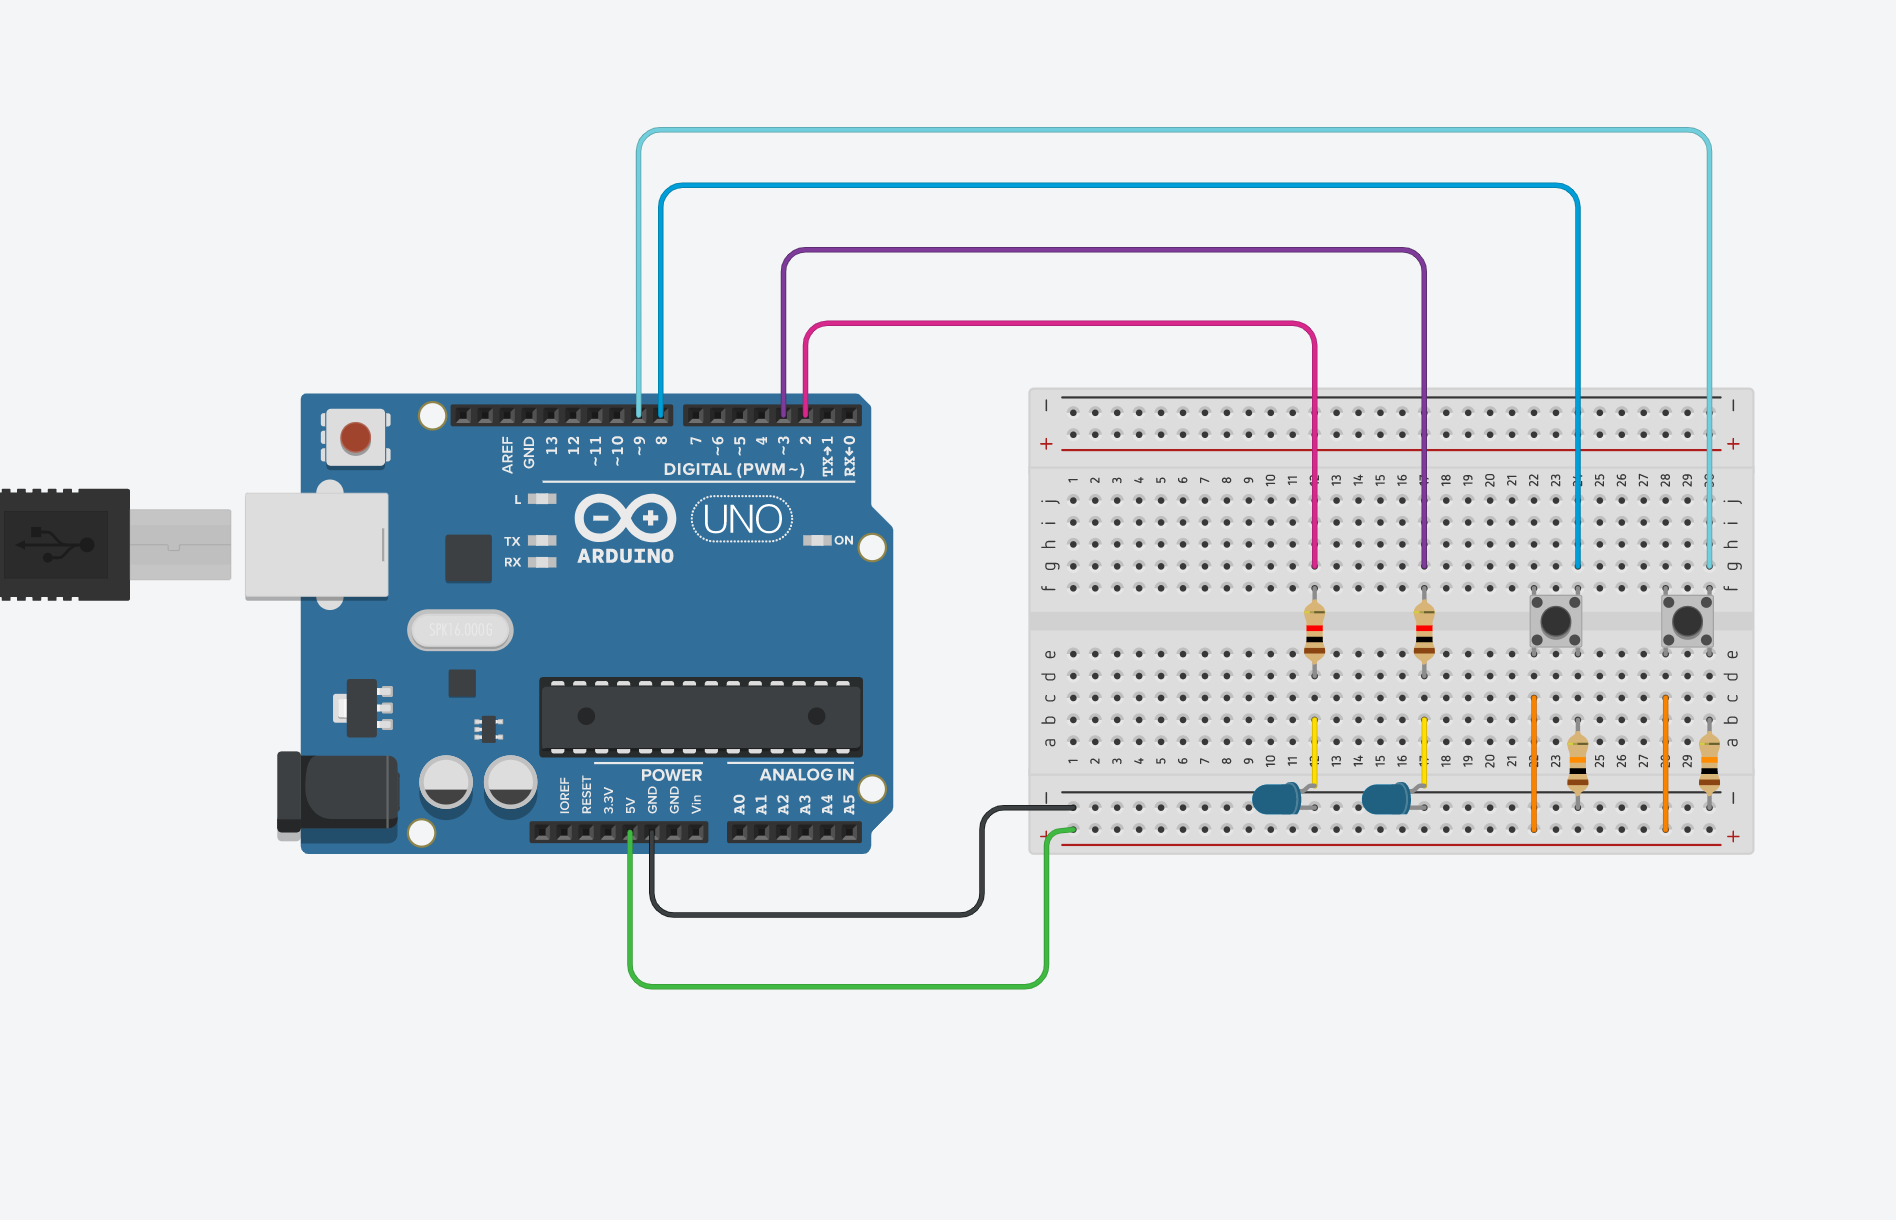 AREF
GND
13
12
~11
~10
~9
8
7
~6
~5
4
~3
2
TX→1
RX←0
DIGITAL (PWM~)
L
TX
RX
UNO
ON
ARDUINO
SPK16.000G
POWER
ANALOG IN
IOREF
RESET
3.3V
5V
GND
GND
Vin
A0
A1
A2
A3
A4
A5
− −
+ +
1 2 3 4 5 6 7 8 9 10 11 12 13 14 15 16 17 18 19 20 21 22 23 24 25 26 27 28 29 30
j j
i i
h h
g g
f f
e e
d d
c c
b b
a a
1 2 3 4 5 6 7 8 9 10 11 12 13 14 15 16 17 18 19 20 21 22 23 25 26 27 28 29
− −
+ +